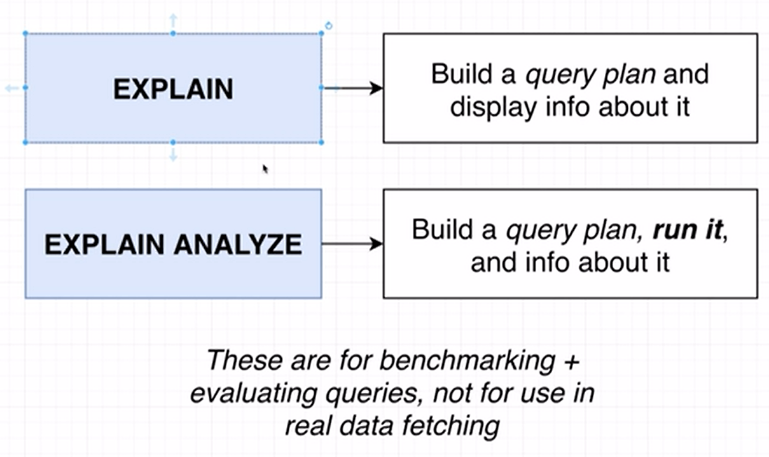 EXPLAIN
Build a query plan and
display info about it
EXPLAIN ANALYZE
Build a query plan, run it,
and info about it
These are for benchmarking +
evaluating queries, not for use in
real data fetching